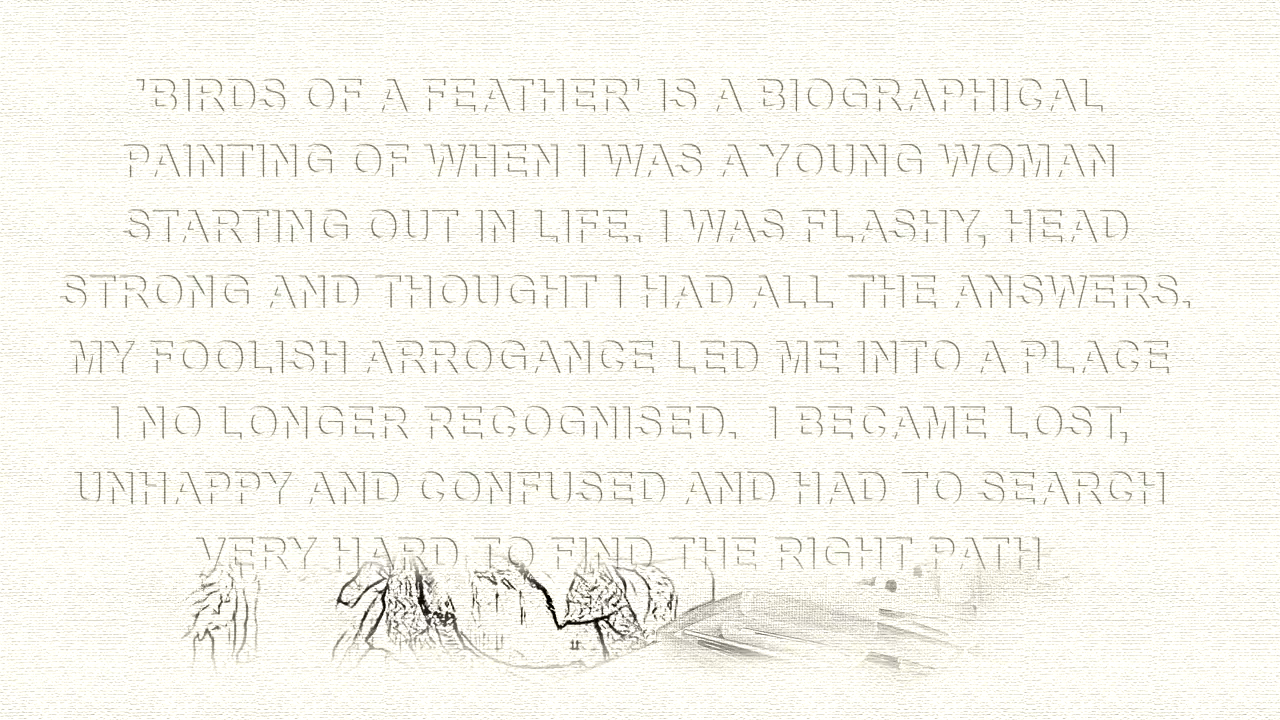 'BIRDS OF A FEATHER' IS A BIOGRAPHICAL
PAINTING OF WHEN I WAS A YOUNG WOMAN
STARTING OUT IN LIFE. I WAS FLASHY, HEAD
STRONG AND THOUGHT I HAD ALL THE ANSWERS.
MY FOOLISH ARROGANCE LED ME INTO A PLACE
I NO LONGER RECOGNISED.  I BECAME LOST,
UNHAPPY AND CONFUSED AND HAD TO SEARCH
VERY HARD TO FIND THE RIGHT PATH